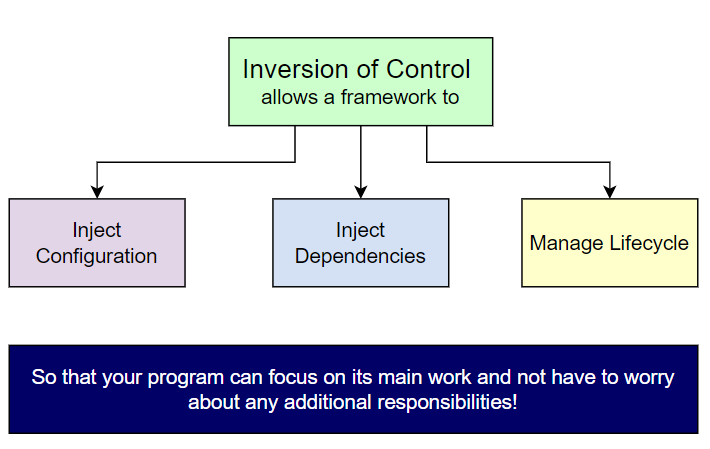 Inversion of Control
allows a framework to
Inject
Configuration
Inject
Dependencies
Manage Lifecycle
So that your program can focus on its main work and not have to worry
about any additional responsibilities!